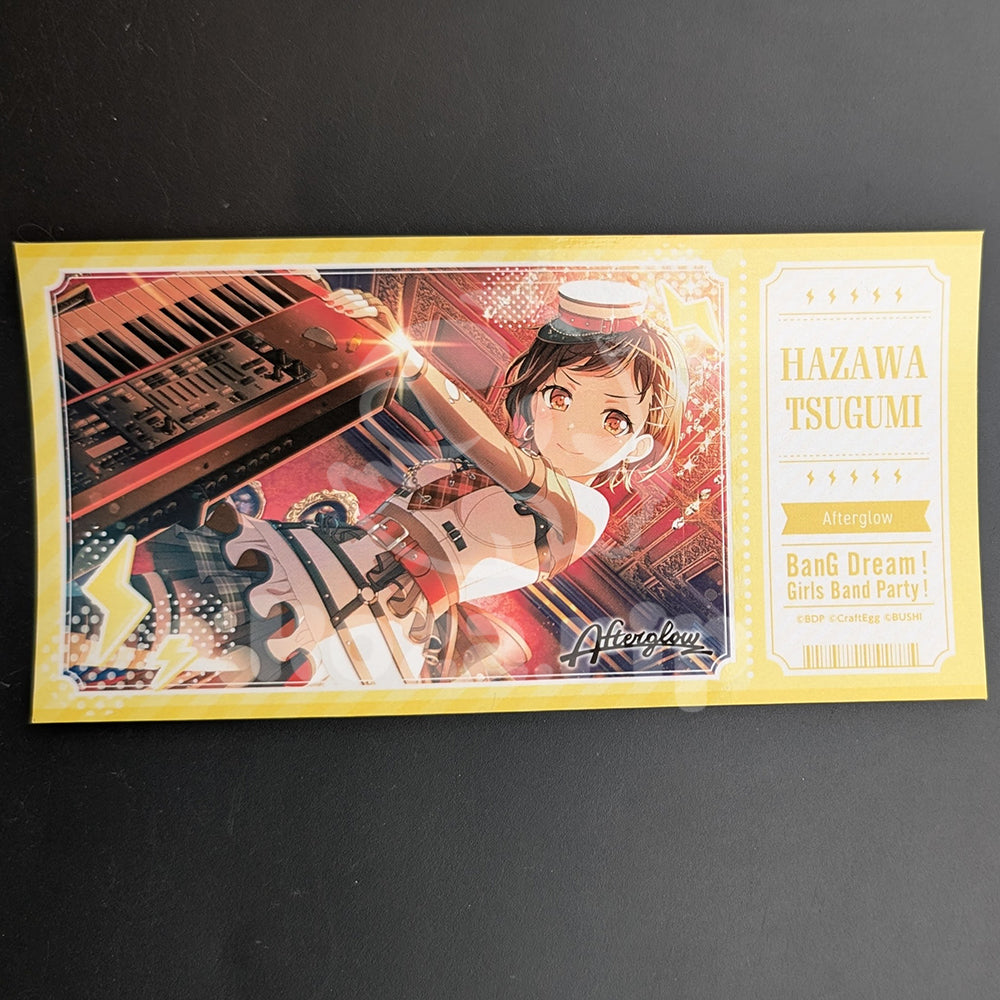 Afterglow
HAZAWA
TSUGUMI
Afterglow
BanG Dream!
Girls Band Party!
©BDP ©CraftEgg ©BUSHI